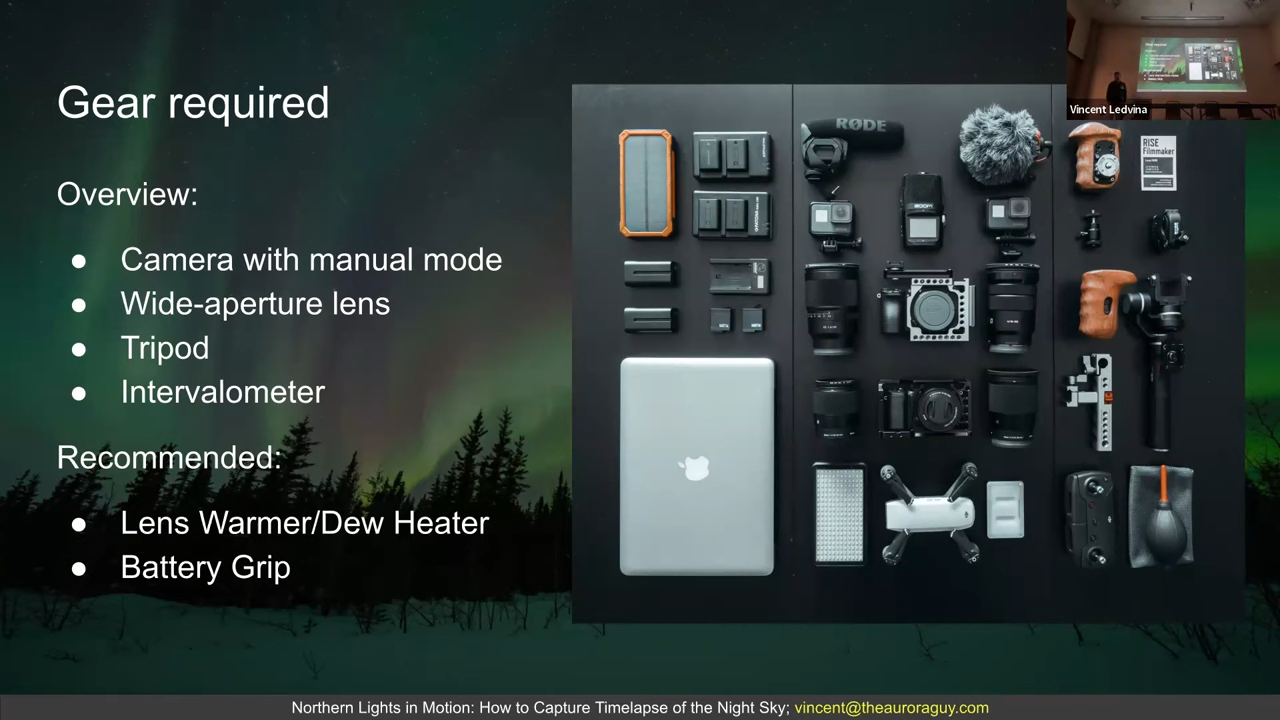 Gear required
Overview:
● Camera with manual mode
● Wide-aperture lens
● Tripod
● Intervalometer
Recommended:
● Lens Warmer/Dew Heater
● Battery Grip
RØDE
RISE
Filmmaker
Vincent Ledvina
Northern Lights in Motion: How to Capture Timelapse of the Night Sky; vincent@theauroraguy.com